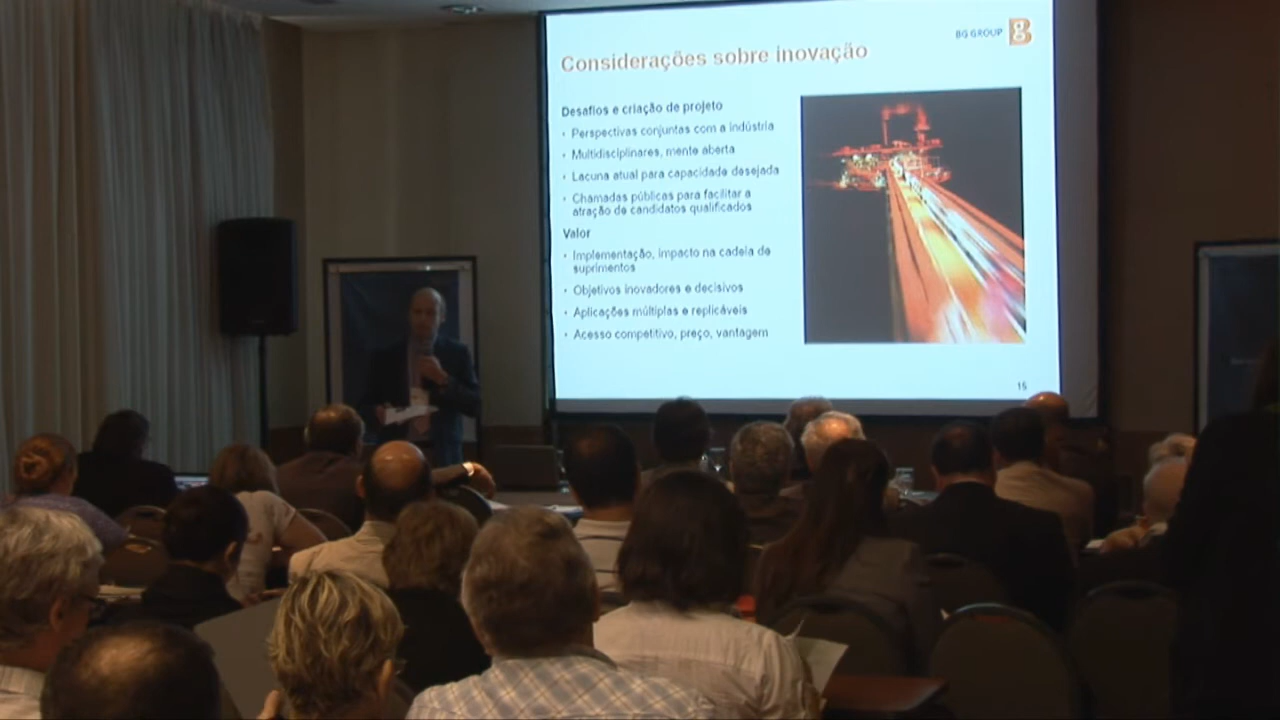 BG GROUP
Considerações sobre inovação
Desafios e criação de projeto
• Perspectivas conjuntas com a indústria
• Multidisciplinares, mente aberta
• Lacuna atual para capacidade desejada
• Chamadas públicas para facilitar a
atração de candidatos qualificados
Valor
• Implementação, impacto na cadeia de
suprimentos
• Objetivos inovadores e decisivos
• Aplicações múltiplas e replicáveis
• Acesso competitivo, preço, vantagem
15